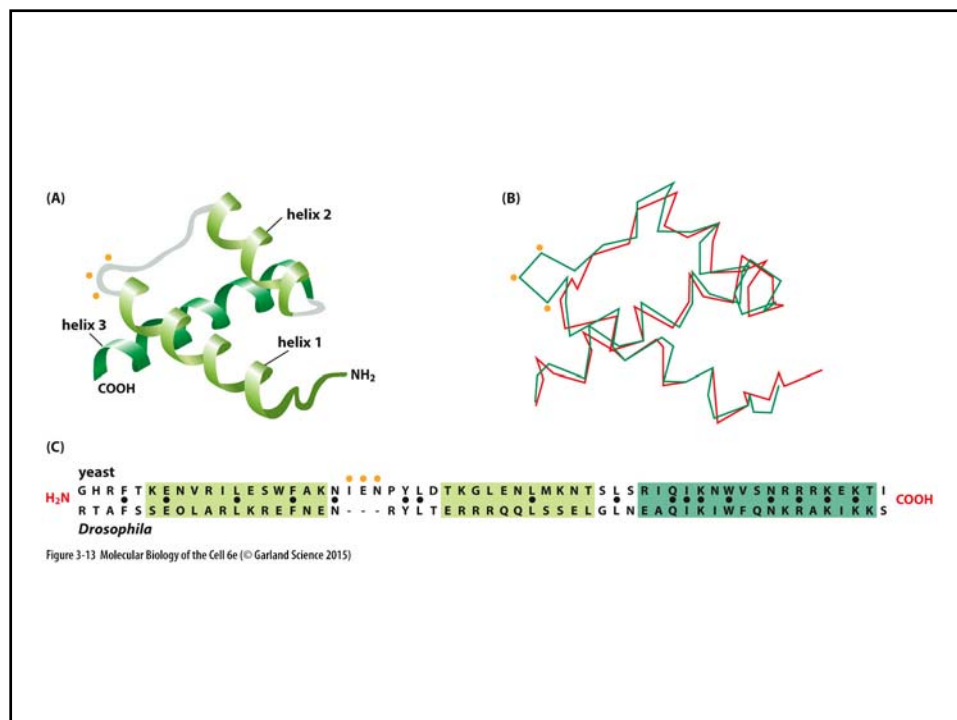 (A)
helix 2
helix 3
helix 1
COOH
NH2
(B)
(C)
yeast
H2N G H R F T K E N V R I L E S W F A K N I E N P Y L D T K G L E N L M K N T S L S R I Q I K N W V S N R R R K E K T I COOH
R T A F S S E O L A R L K R E F N E N - - - R Y L T E R R R Q Q L S S E L G L N E A Q I K I W F Q N K R A K I K K S
Drosophila
Figure 3-13 Molecular Biology of the Cell 6e (© Garland Science 2015)